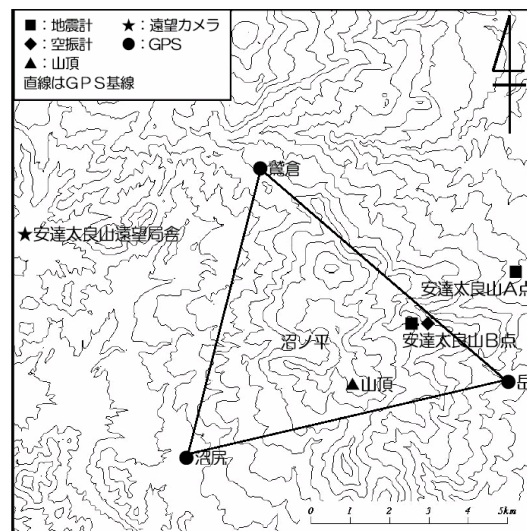 ■：地震計 ★：遠望カメラ
◆：空振計 ●：GPS
▲：山頂
直線はGPS基線
鷲倉
★安達太良山遠望局舎
安達太良山A点
沼ノ平
安達太良山B点
山頂
岳
沼尻
0 1 2 3 4 5km